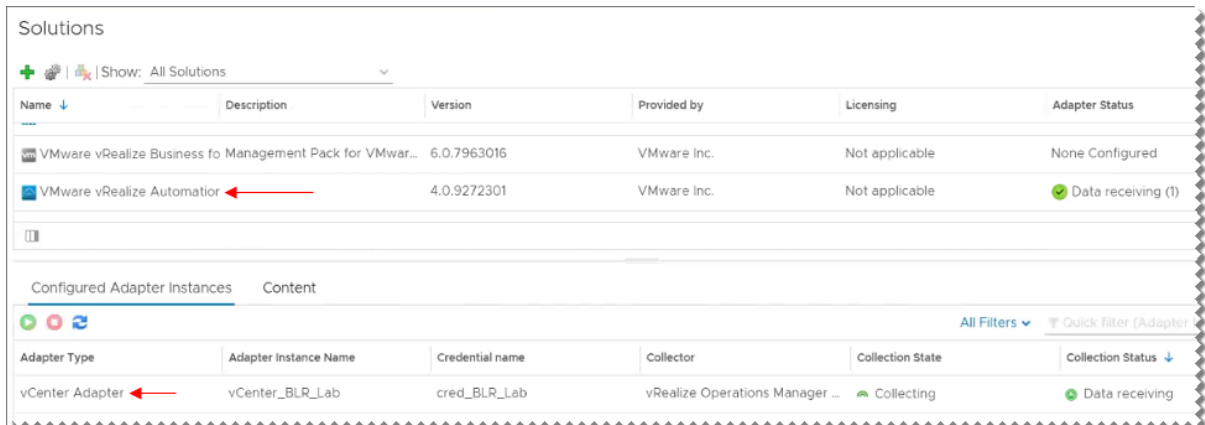 Solutions
Show: All Solutions
Name Description Version Provided by Licensing Adapter Status
vm VMware vRealize Business fo Management Pack for VMwar... 6.0.7963016 VMware Inc. Not applicable None Configured
VMware vRealize Automation 4.0.9272301 VMware Inc. Not applicable Data receiving (1)
Configured Adapter Instances Content
All Filters Quick filter (Adapter
Adapter Type Adapter Instance Name Credential name Collector Collection State Collection Status
vCenter Adapter vCenter_BLR_Lab cred_BLR_Lab vRealize Operations Manager ... Collecting Data receiving